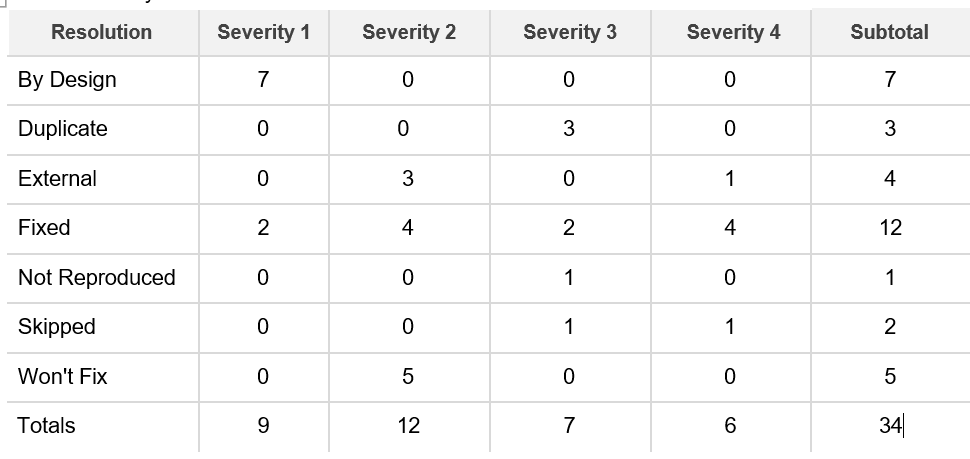 Resolution Severity 1 Severity 2 Severity 3 Severity 4 Subtotal
By Design 7 0 0 0 7
Duplicate 0 0 3 0 3
External 0 3 0 1 4
Fixed 2 4 2 4 12
Not Reproduced 0 0 1 0 1
Skipped 0 0 1 1 2
Won't Fix 0 5 0 0 5
Totals 9 12 7 6 34